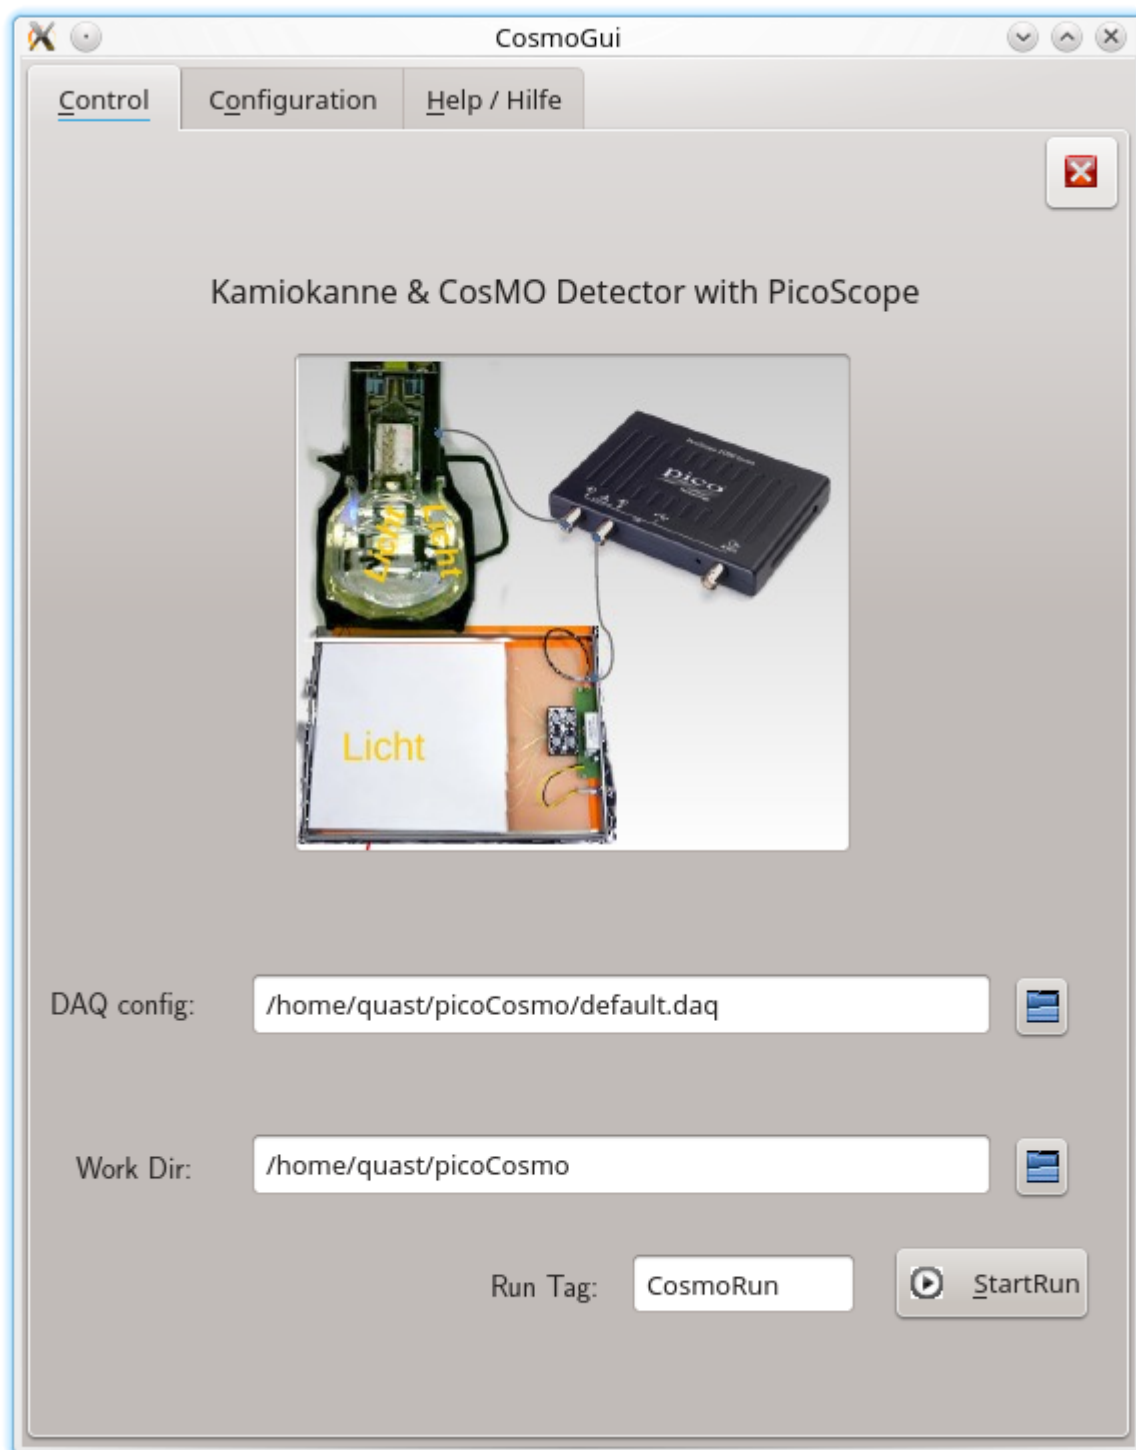 CosmoGui
Control
Configuration
Help / Hilfe
Kamiokanne & CosMO Detector with PicoScope
pico
Licht
Licht
DAQ config:
/home/quast/picoCosmo/default.daq
Work Dir:
/home/quast/picoCosmo
Run Tag:
CosmoRun
StartRun